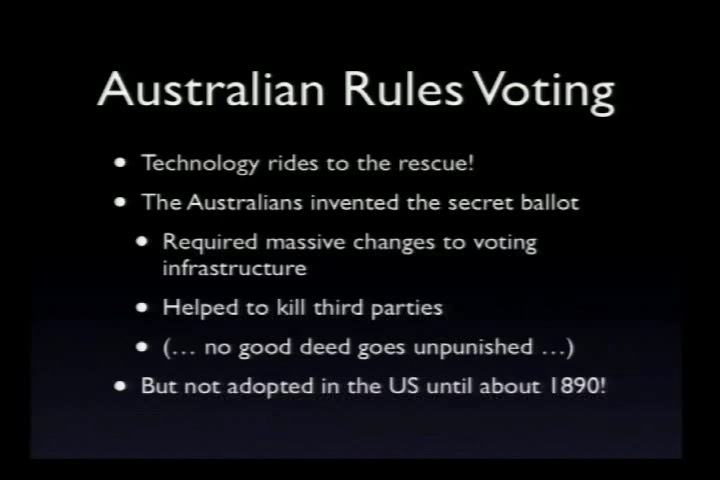 Australian Rules Voting
• Technology rides to the rescue!
• The Australians invented the secret ballot
• Required massive changes to voting
infrastructure
• Helped to kill third parties
• (... no good deed goes unpunished ...)
• But not adopted in the US until about 1890!